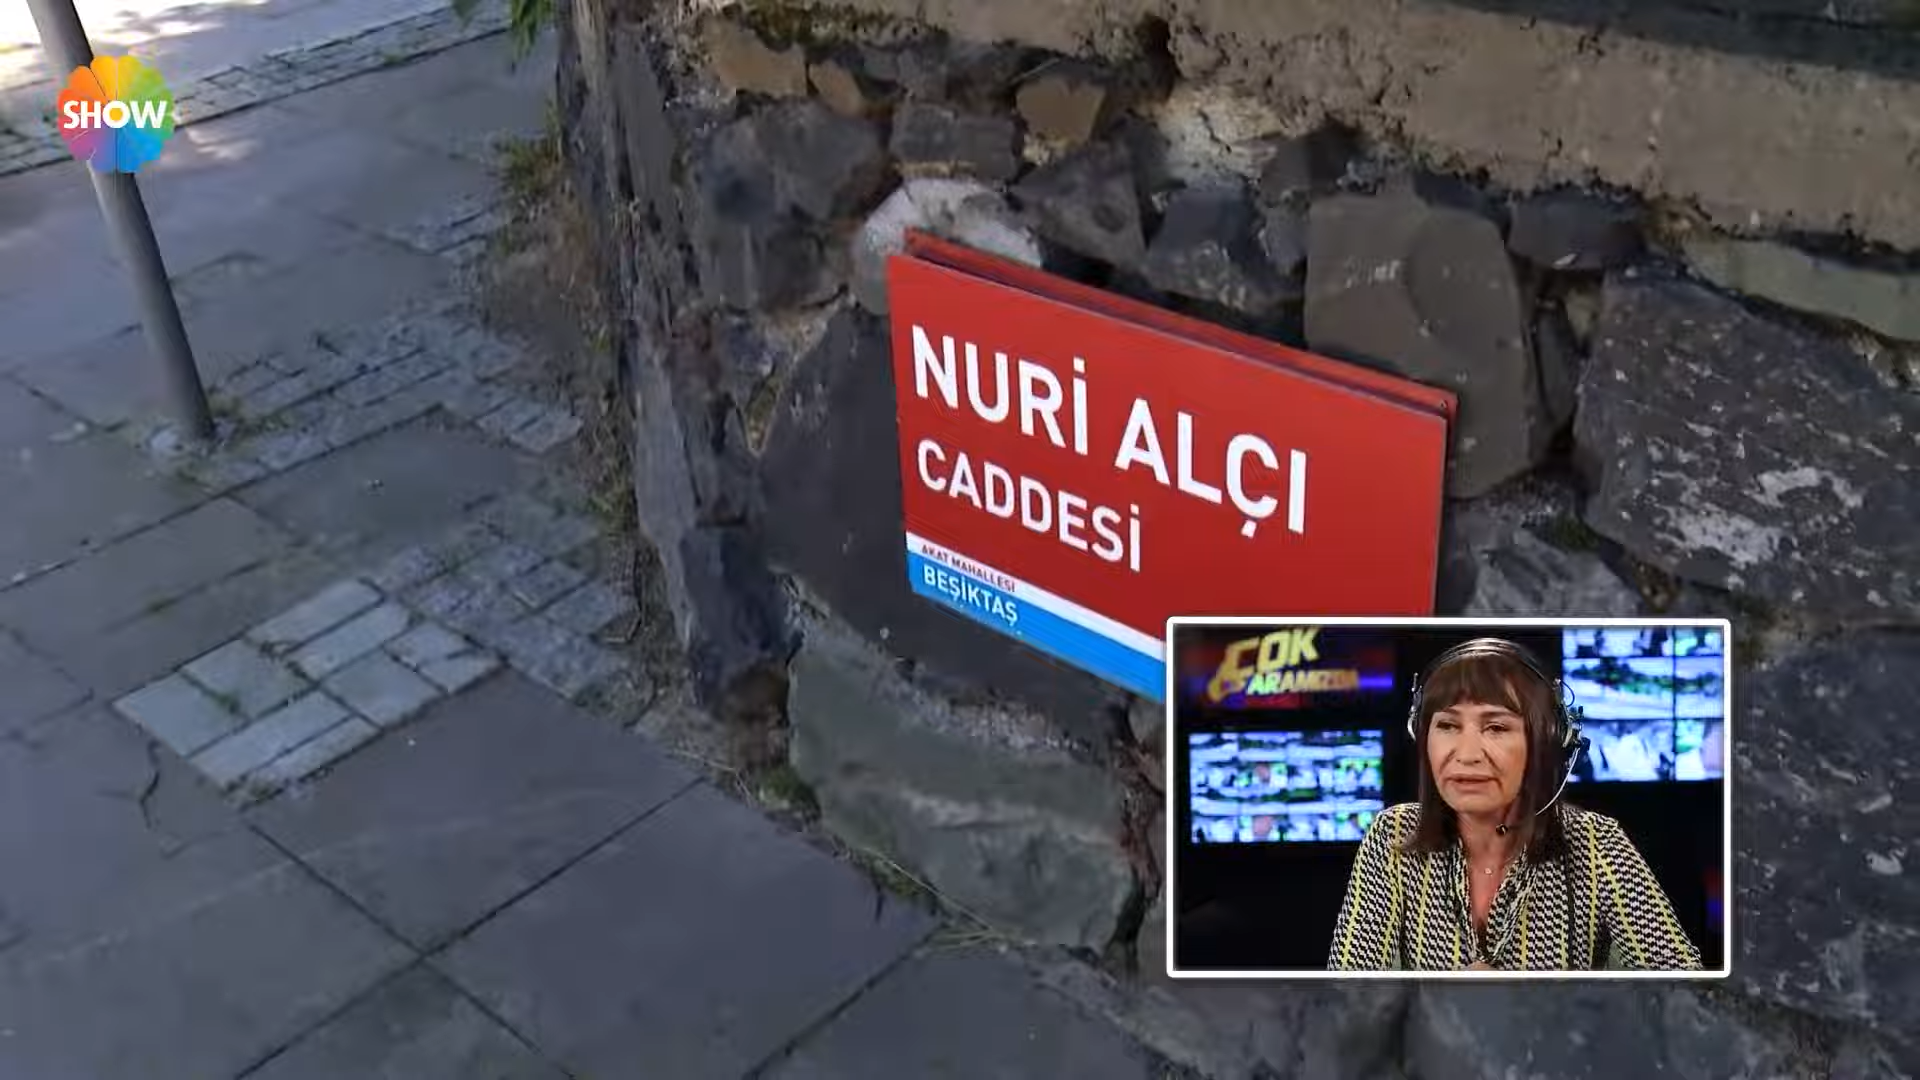 SHOW
NURİ ALÇI
CADDESİ
AKAT MAHALLESİ
BEŞİKTAŞ
ÇOK
ARAMIZDA